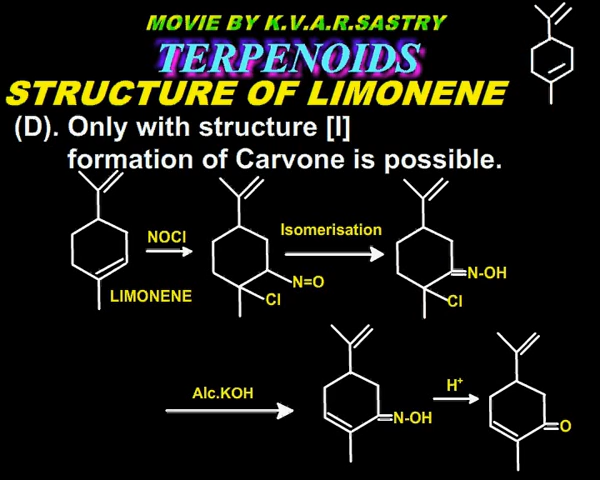 MOVIE BY K.V.A.R.SASTRY
TERPENOIDS
STRUCTURE OF LIMONENE
(D). Only with structure [I]
formation of Carvone is possible.
NOCl
Isomerisation
LIMONENE
N=O
Cl
N-OH
Cl
Alc.KOH
N-OH
H+
O